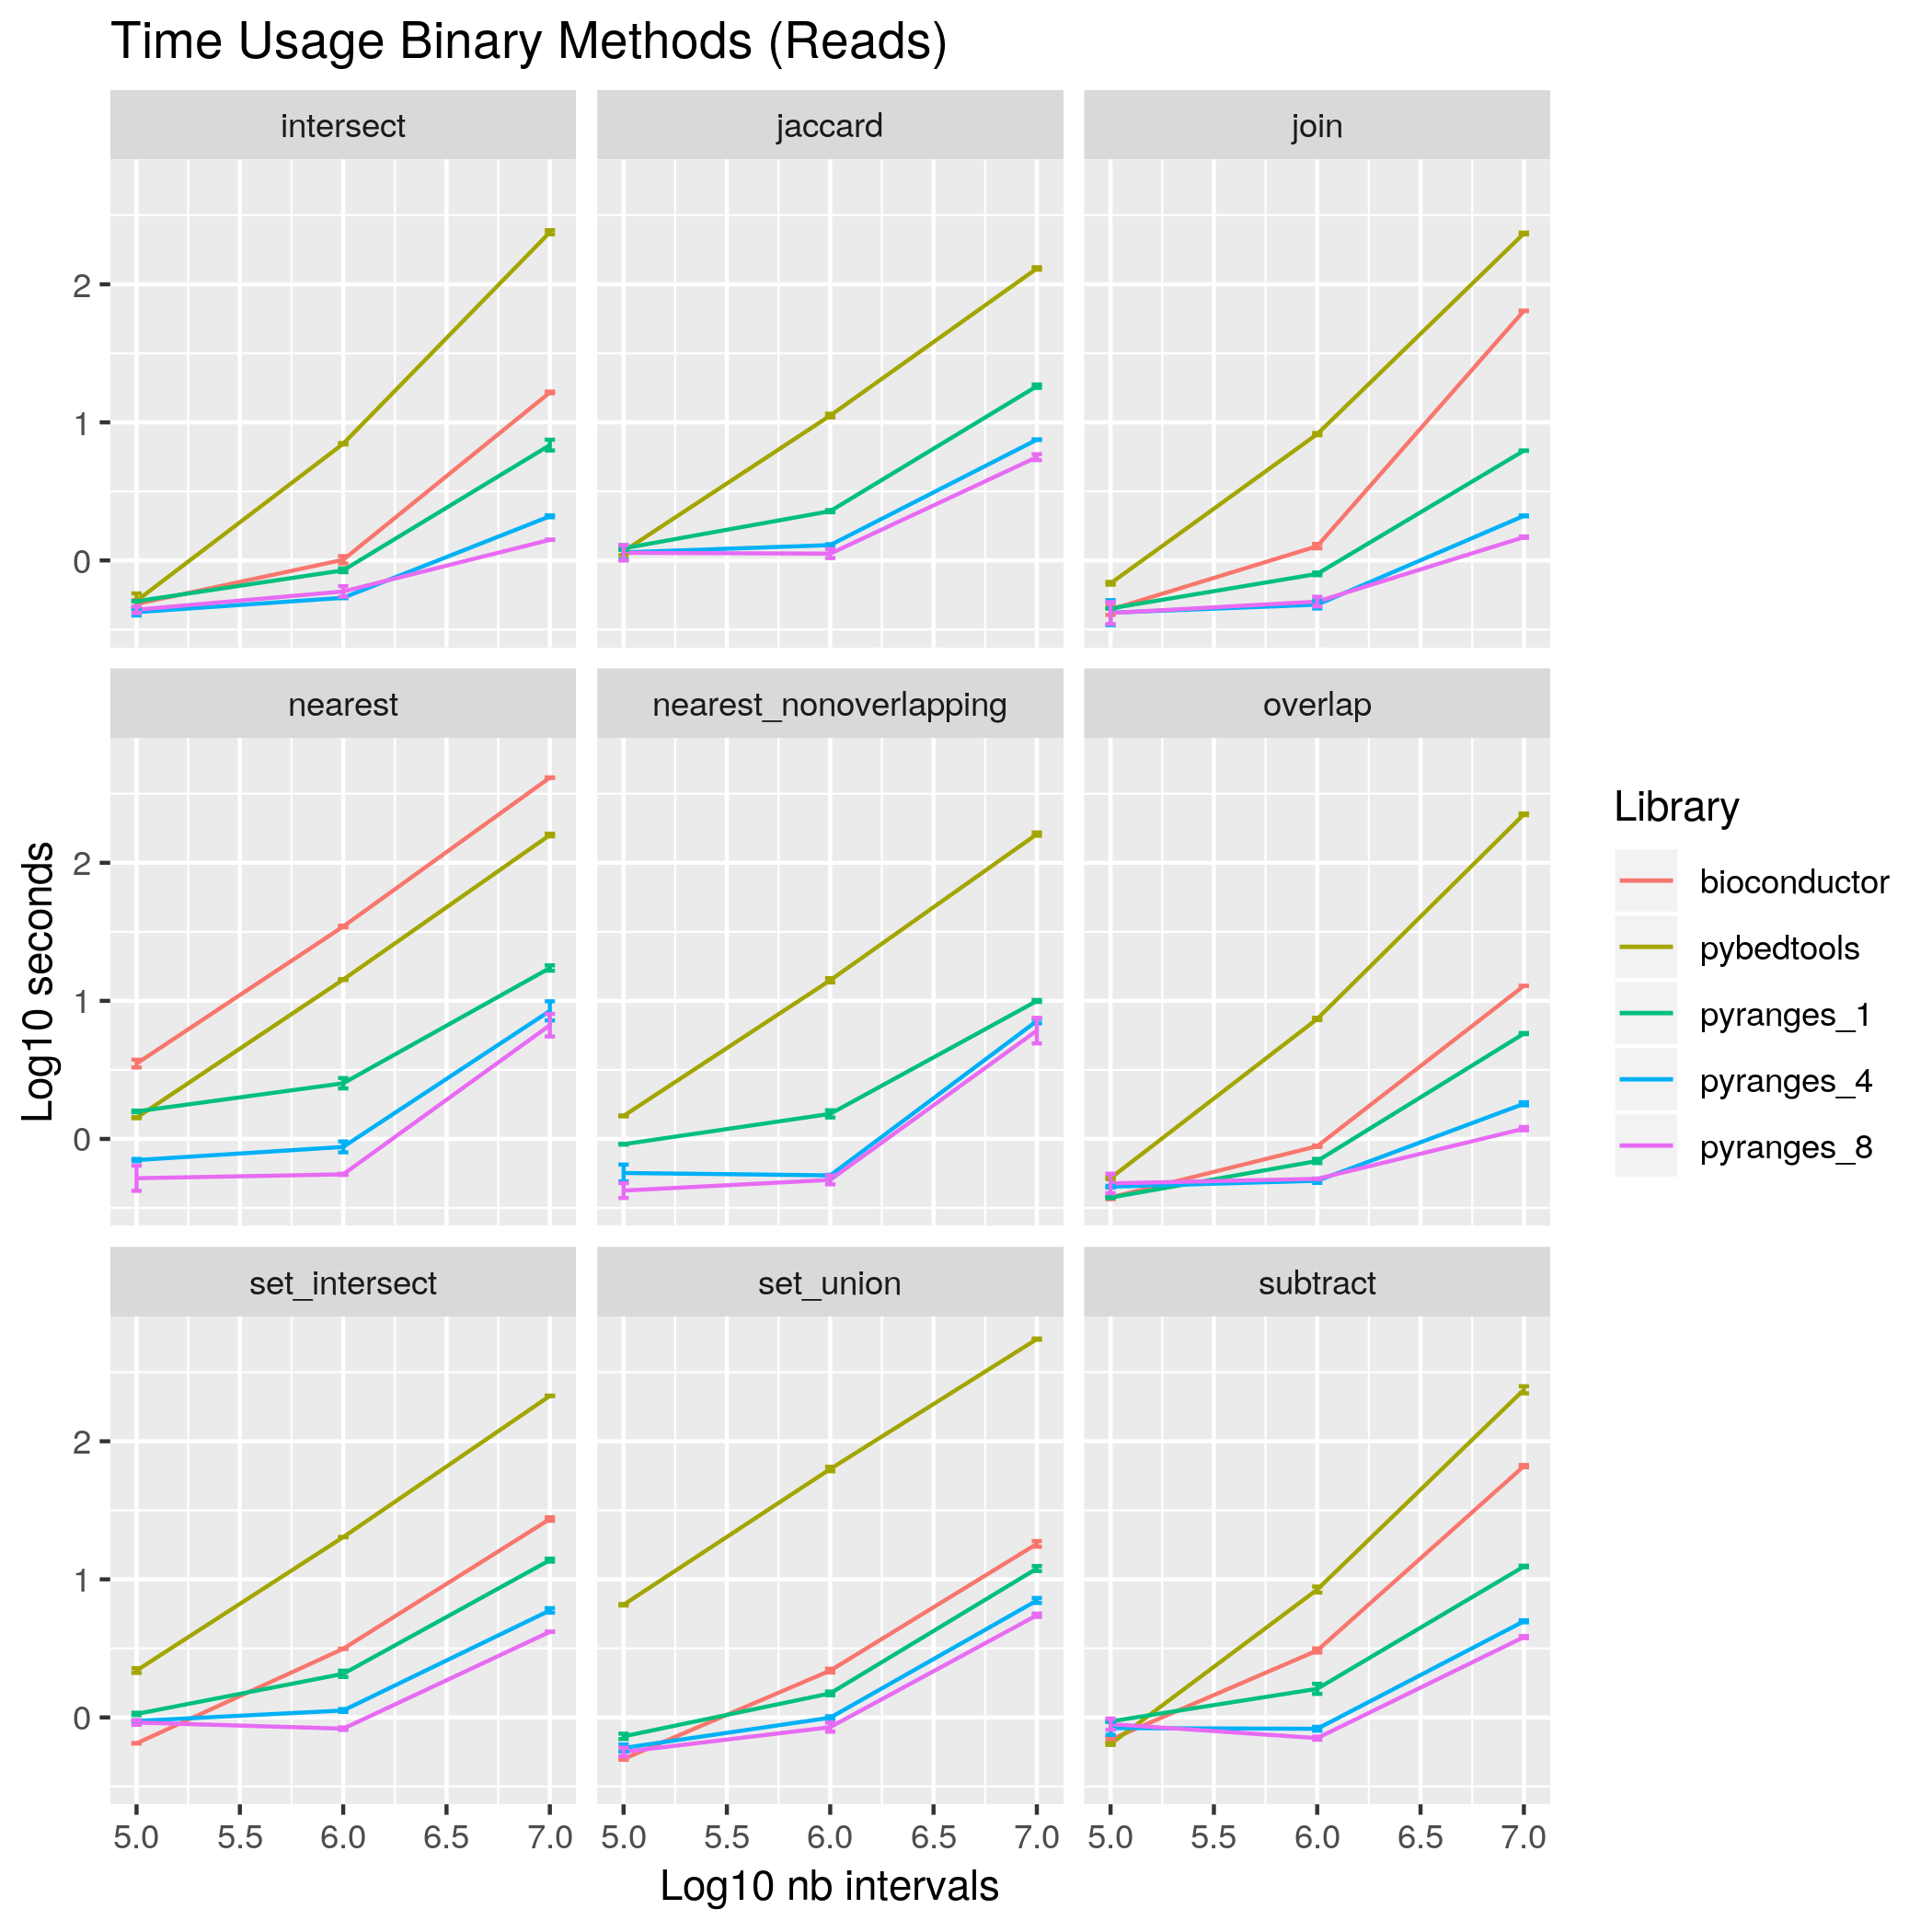 Time Usage Binary Methods (Reads)
intersect
jaccard
join
2
1
0
nearest
nearest_nonoverlapping
overlap
2
1
0
set_intersect
set_union
subtract
2
1
0
5.0 5.5 6.0 6.5 7.0
5.0 5.5 6.0 6.5 7.0
5.0 5.5 6.0 6.5 7.0
Log10 nb intervals
Log10 seconds
Library
bioconductor
pybedtools
pyranges_1
pyranges_4
pyranges_8